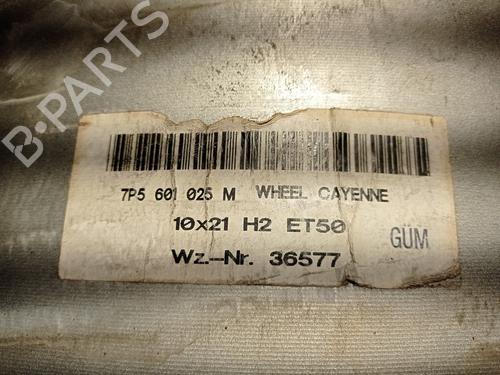 B-PARTS
7P5 601 025 M WHEEL CAYENNE
10x21 H2 ET50
GÜM
Wz.-Nr. 36577